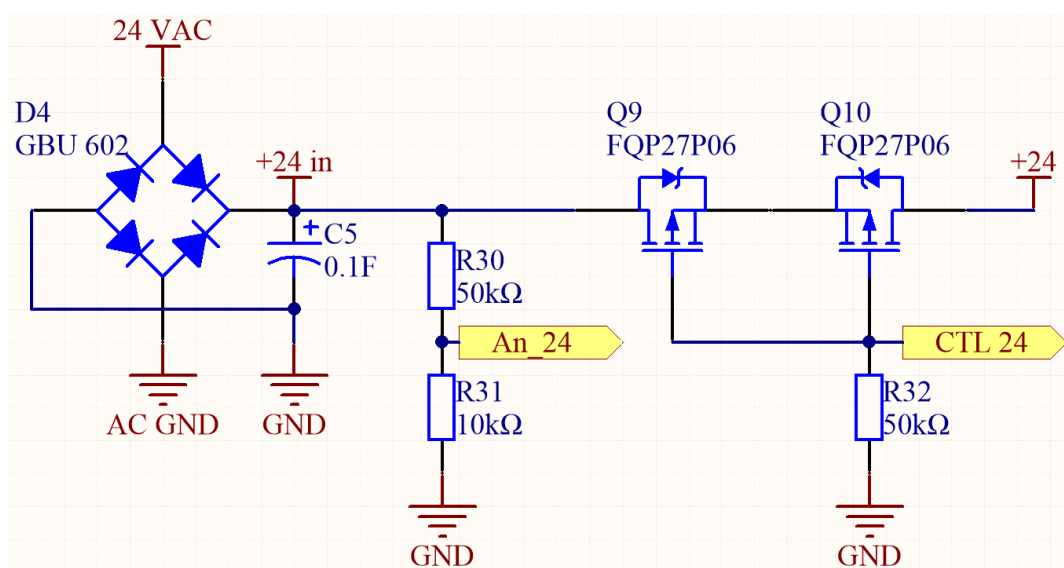 24 VAC
D4
GBU 602
+24 in
+
C5
0.1F
R30
50kΩ
An_24
R31
10kΩ
AC GND
GND
GND
Q9
FQP27P06
Q10
FQP27P06
+24
CTL 24
R32
50kΩ
GND